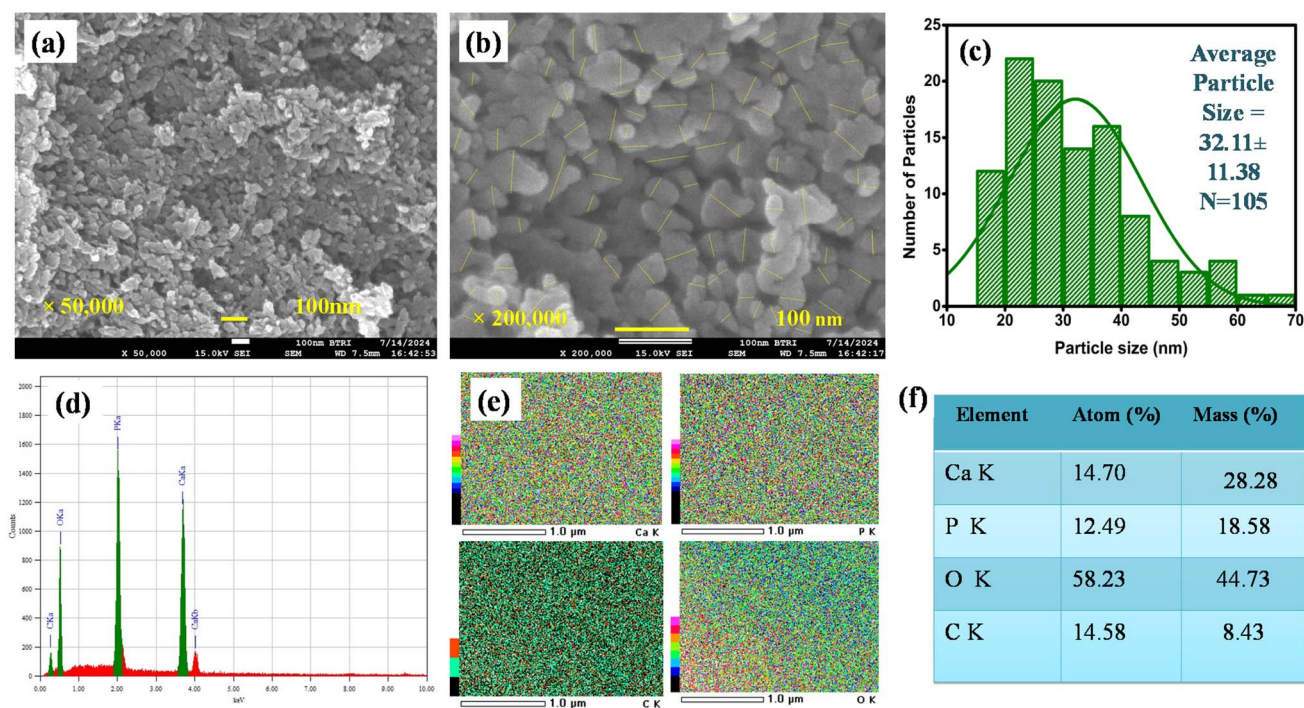 (a)
× 50,000
100nm
100nm BTRI 7/14/2024
X 50,000 15.0kV SEI SEM WD 7.5mm 16:42:53
(b)
× 200,000
100 nm
100nm BTRI 7/14/2024
X 200,000 15.0kV SEI SEM WD 7.5mm 16:42:17
(c)
Average
Particle
Size =
32.11±
11.38
N=105
Number of Particles
25
20
15
10
5
0
10 20 30 40 50 60 70
Particle size (nm)
(d)
Counts
2000
1800
1600
1400
1200
1000
800
600
400
200
0
CKa
OKa
PKa
CaKa
CaKb
0.00 1.00 2.00 3.00 4.00 5.00 6.00 7.00 8.00 9.00 10.00
keV
(e)
1.0 µm Ca K
1.0 µm P K
1.0 µm C K
1.0 µm O K
(f)
Element Atom (%) Mass (%)
Ca K 14.70 28.28
P K 12.49 18.58
O K 58.23 44.73
C K 14.58 8.43